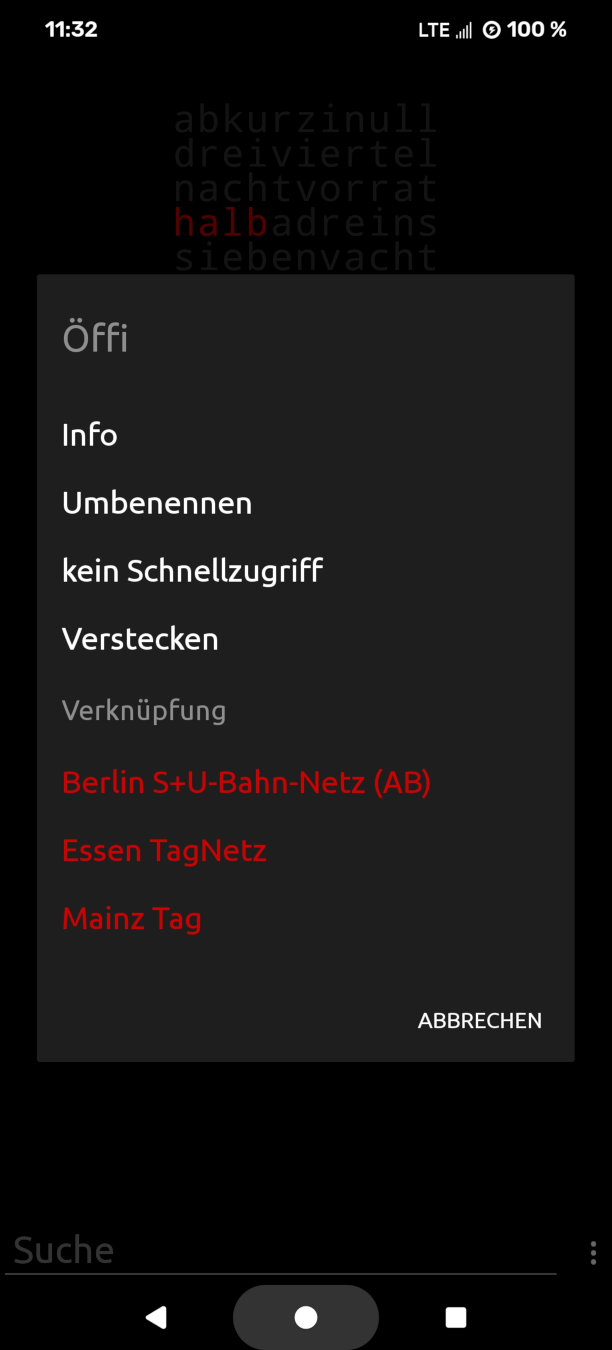 11:32 LTE 100 %
abkurzinull
dreiviertel
nachtvorrat
halbadreins
siebenvacht
Öffi
Info
Umbenennen
kein Schnellzugriff
Verstecken
Verknüpfung
Berlin S+U-Bahn-Netz (AB)
Essen TagNetz
Mainz Tag
ABBRECHEN
Suche